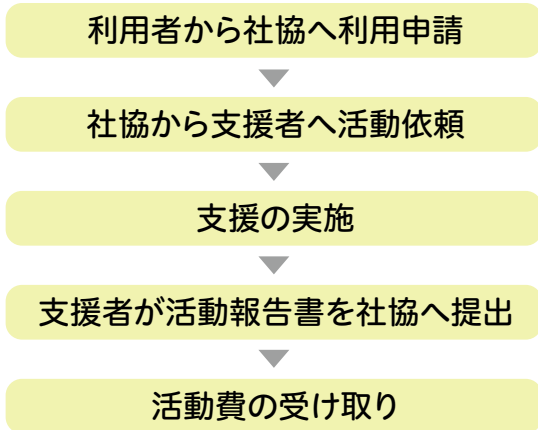 利用者から社協へ利用申請
社協から支援者へ活動依頼
支援の実施
支援者が活動報告書を社協へ提出
活動費の受け取り